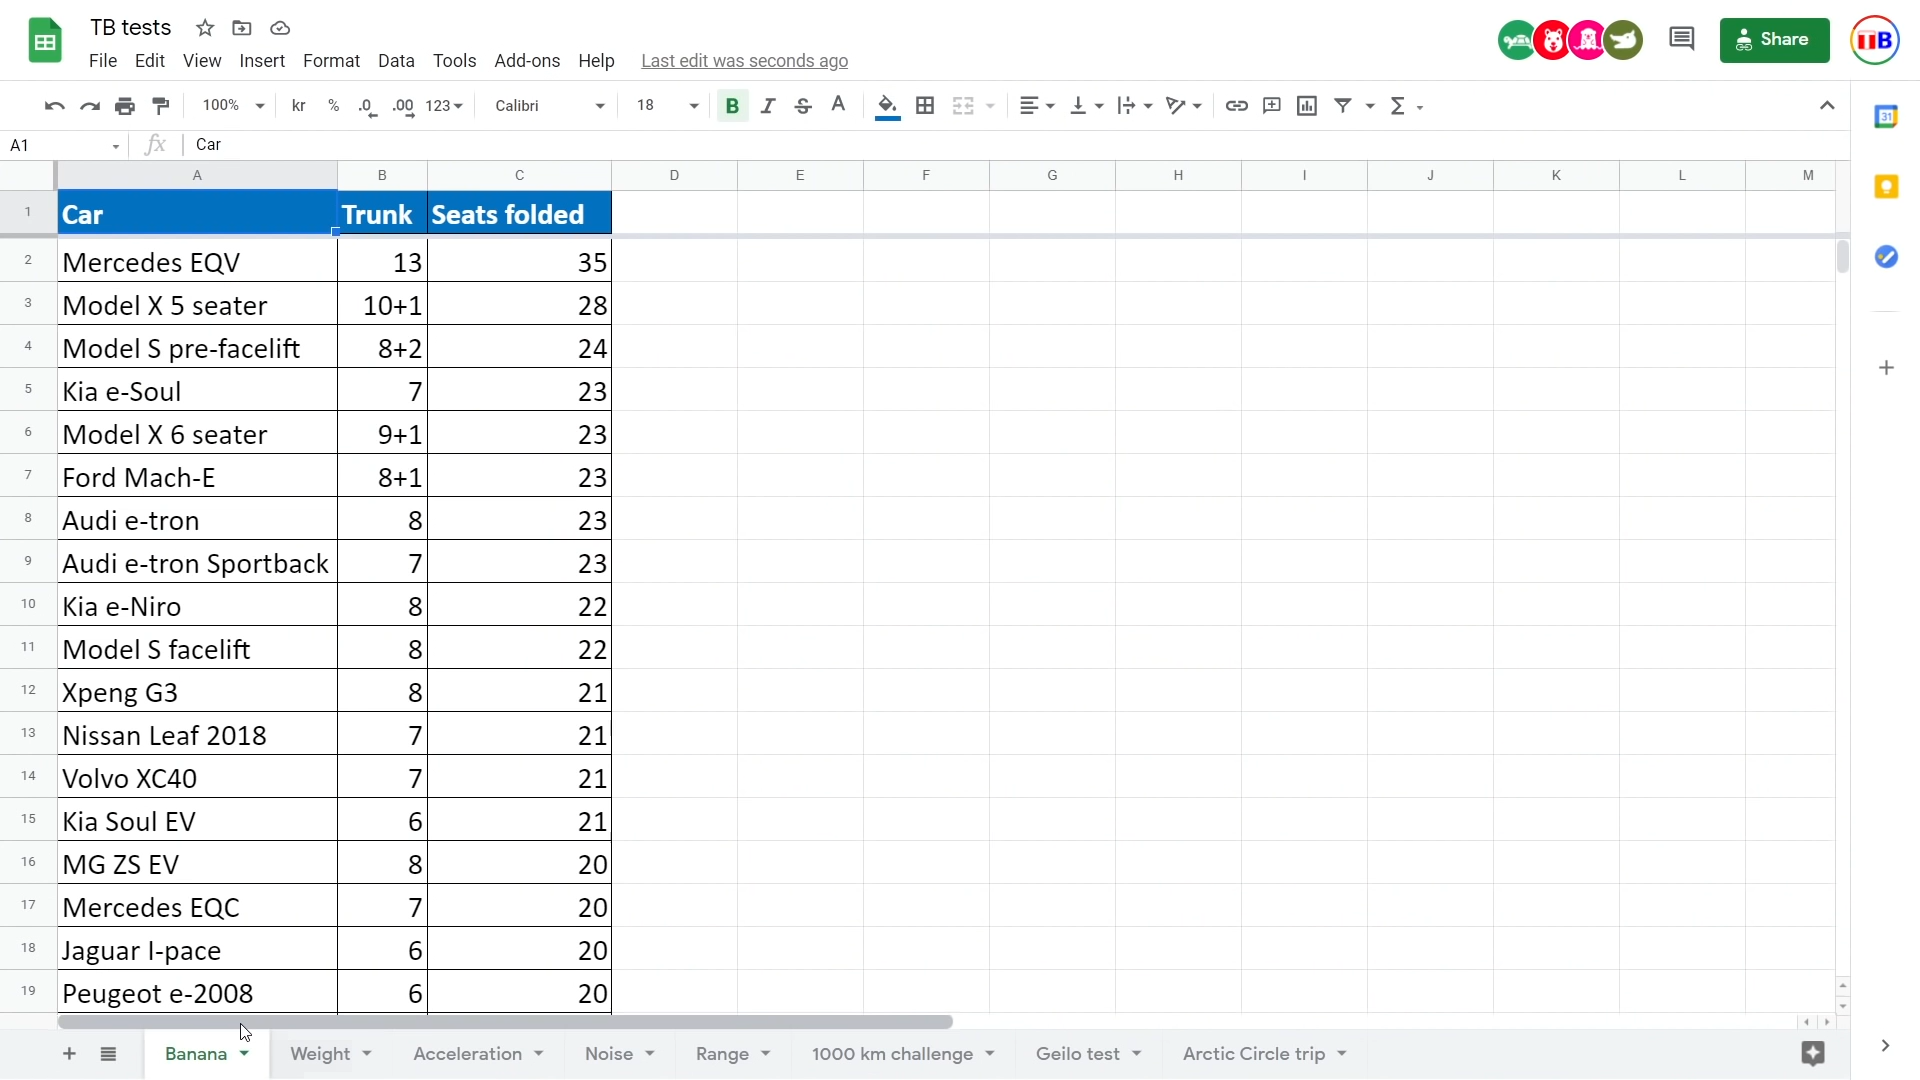 TB tests
File Edit View Insert Format Data Tools Add-ons Help Last edit was seconds ago
Share
TB
100% kr % .0 .00 123 Calibri 18 B I S A
31
A1 fx Car
A B C D E F G H I J K L M
1 Car Trunk Seats folded
2 Mercedes EQV 13 35
3 Model X 5 seater 10+1 28
4 Model S pre-facelift 8+2 24
5 Kia e-Soul 7 23
6 Model X 6 seater 9+1 23
7 Ford Mach-E 8+1 23
8 Audi e-tron 8 23
9 Audi e-tron Sportback 7 23
10 Kia e-Niro 8 22
11 Model S facelift 8 22
12 Xpeng G3 8 21
13 Nissan Leaf 2018 7 21
14 Volvo XC40 7 21
15 Kia Soul EV 6 21
16 MG ZS EV 8 20
17 Mercedes EQC 7 20
18 Jaguar I-pace 6 20
19 Peugeot e-2008 6 20
Banana Weight Acceleration Noise Range 1000 km challenge Geilo test Arctic Circle trip